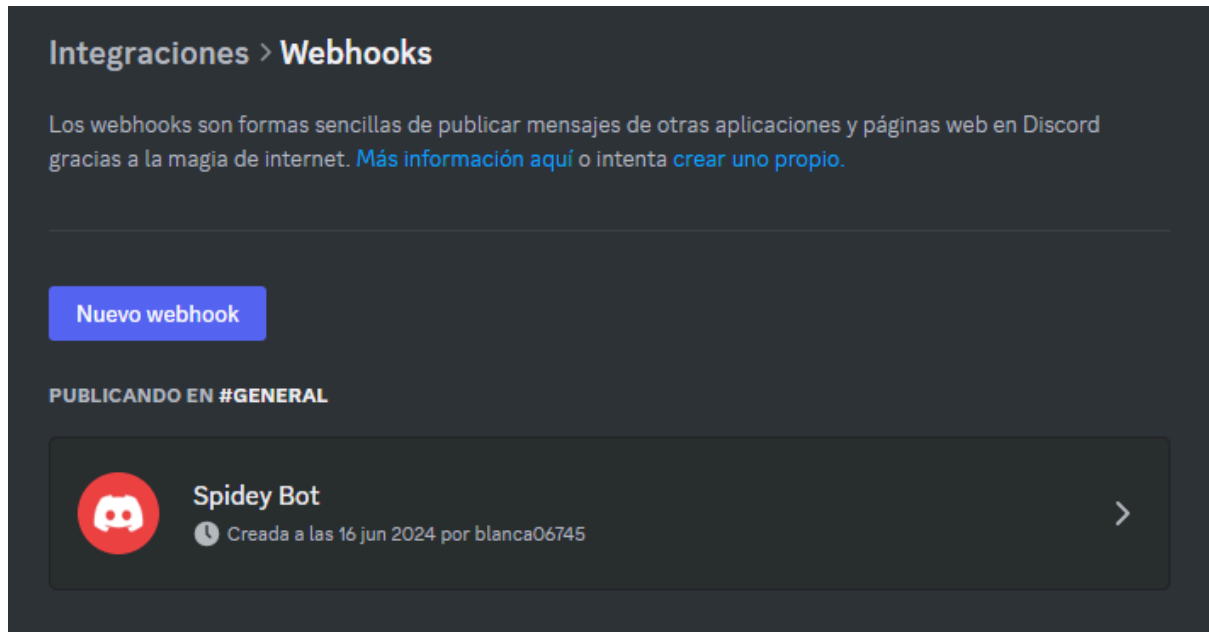 Integraciones > Webhooks
Los webhooks son formas sencillas de publicar mensajes de otras aplicaciones y páginas web en Discord
gracias a la magia de internet. Más información aquí o intenta crear uno propio.
Nuevo webhook
PUBLICANDO EN #GENERAL
Spidey Bot
Creada a las 16 jun 2024 por blanca06745